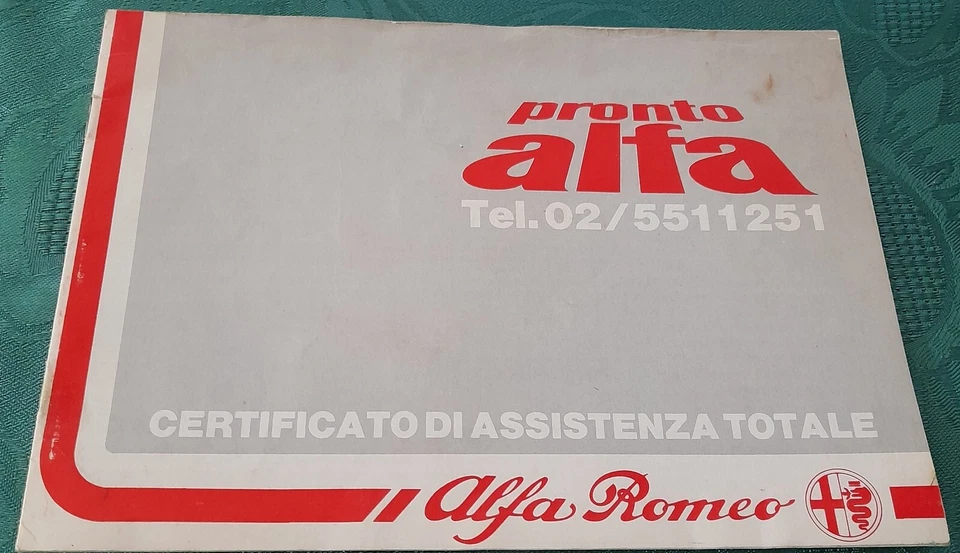 pronto
alfa
Tel.02/5511251
CERTIFICATO DI ASSISTENZA TOTALE
Alfa Romeo